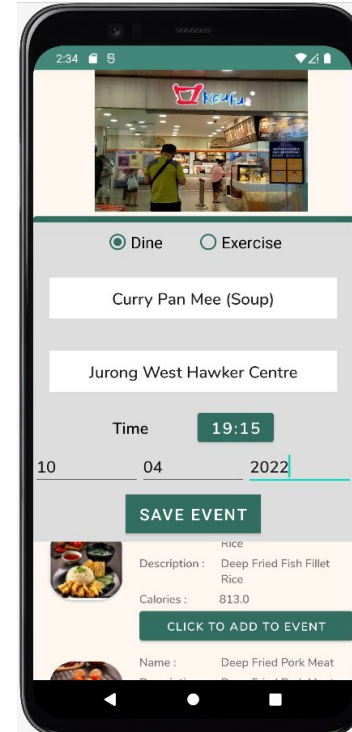 2:34
Koufu
Dine Exercise
Curry Pan Mee (Soup)
Jurong West Hawker Centre
Time 19:15
10 04 2022
SAVE EVENT
Rice
Description : Deep Fried Fish Fillet
Rice
Calories : 813.0
CLICK TO ADD TO EVENT
Name : Deep Fried Pork Meat